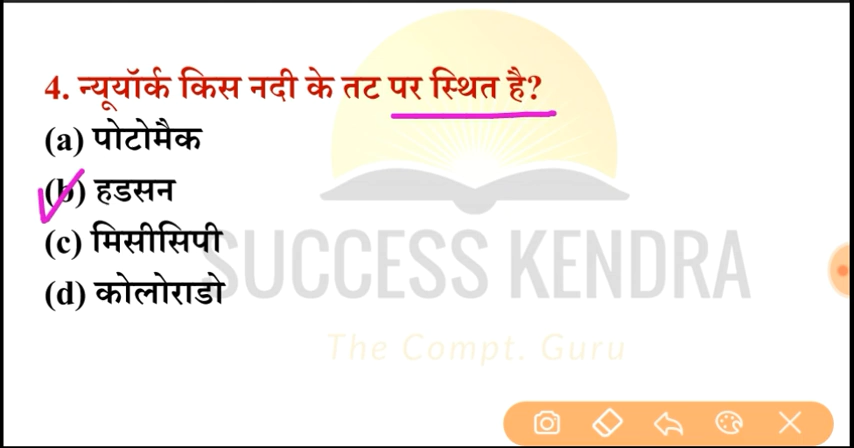 4. न्यूयॉर्क किस नदी के तट पर स्थित है?
(a) पोटोमैक
(b) हडसन
(c) मिसीसिपी
(d) कोलोराडो
SUCCESS KENDRA
The Compt. Guru